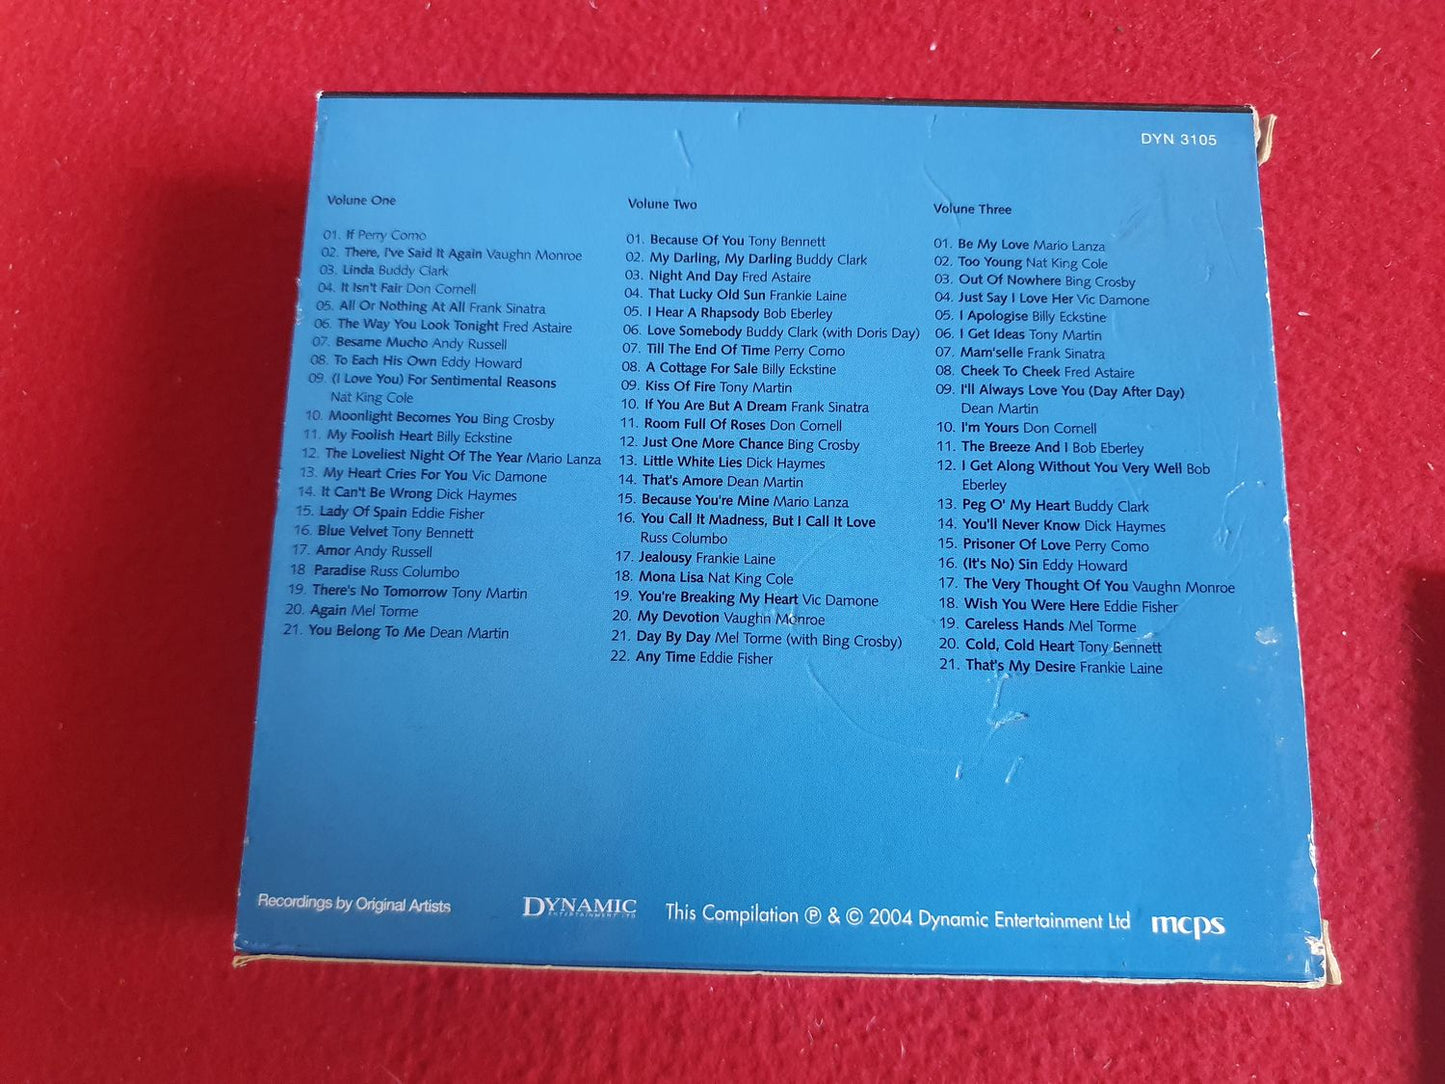 DYN 3105
Volune One
01. If Perry Como
02. There, I've Said It Again Vaughn Monroe
03. Linda Buddy Clark
04. It Isn't Fair Don Cornell
05. All Or Nothing At All Frank Sinatra
06. The Way You Look Tonight Fred Astaire
07. Besame Mucho Andy Russell
08. To Each His Own Eddy Howard
09. (I Love You) For Sentimental Reasons
Nat King Cole
10. Moonlight Becomes You Bing Crosby
11. My Foolish Heart Billy Eckstine
12. The Loveliest Night Of The Year Mario Lanza
13. My Heart Cries For You Vic Damone
14. It Can't Be Wrong Dick Haymes
15. Lady Of Spain Eddie Fisher
16. Blue Velvet Tony Bennett
17. Amor Andy Russell
18 Paradise Russ Columbo
19. There's No Tomorrow Tony Martin
20. Again Mel Torme
21. You Belong To Me Dean Martin
Volune Two
01. Because Of You Tony Bennett
02. My Darling, My Darling Buddy Clark
03. Night And Day Fred Astaire
04. That Lucky Old Sun Frankie Laine
05. I Hear A Rhapsody Bob Eberley
06. Love Somebody Buddy Clark (with Doris Day)
07. Till The End Of Time Perry Como
08. A Cottage For Sale Billy Eckstine
09. Kiss Of Fire Tony Martin
10. If You Are But A Dream Frank Sinatra
11. Room Full Of Roses Don Cornell
12. Just One More Chance Bing Crosby
13. Little White Lies Dick Haymes
14. That's Amore Dean Martin
15. Because You're Mine Mario Lanza
16. You Call It Madness, But I Call It Love
Russ Columbo
17. Jealousy Frankie Laine
18. Mona Lisa Nat King Cole
19. You're Breaking My Heart Vic Damone
20. My Devotion Vaughn Monroe
21. Day By Day Mel Torme (with Bing Crosby)
22. Any Time Eddie Fisher
Volune Three
01. Be My Love Mario Lanza
02. Too Young Nat King Cole
03. Out Of Nowhere Bing Crosby
04. Just Say I Love Her Vic Damone
05. I Apologise Billy Eckstine
06. I Get Ideas Tony Martin
07. Mam'selle Frank Sinatra
08. Cheek To Cheek Fred Astaire
09. I'll Always Love You (Day After Day)
Dean Martin
10. I'm Yours Don Cornell
11. The Breeze And I Bob Eberley
12. I Get Along Without You Very Well Bob
Eberley
13. Peg O' My Heart Buddy Clark
14. You'll Never Know Dick Haymes
15. Prisoner Of Love Perry Como
16. (It's No) Sin Eddy Howard
17. The Very Thought Of You Vaughn Monroe
18. Wish You Were Here Eddie Fisher
19. Careless Hands Mel Torme
20. Cold, Cold Heart Tony Bennett
21. That's My Desire Frankie Laine
Recordings by Original Artists
DYNAMIC
ENTERTAINMENT LTD
This Compilation ℗ & © 2004 Dynamic Entertainment Ltd
mcps